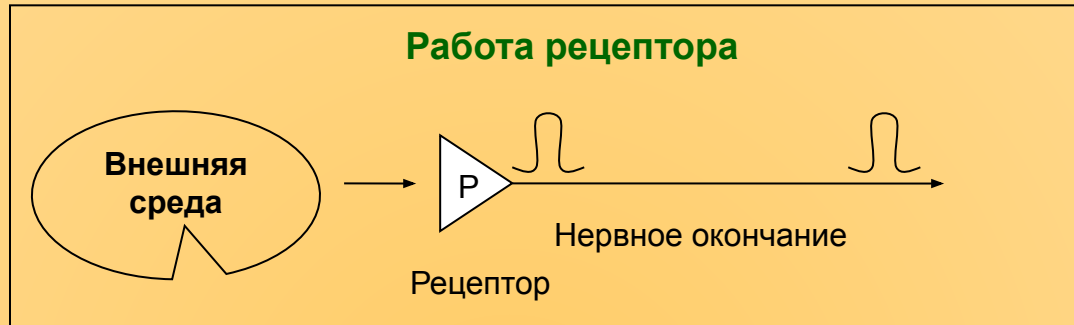 Работа рецептора
Внешняя
среда
Р
Нервное окончание
Рецептор